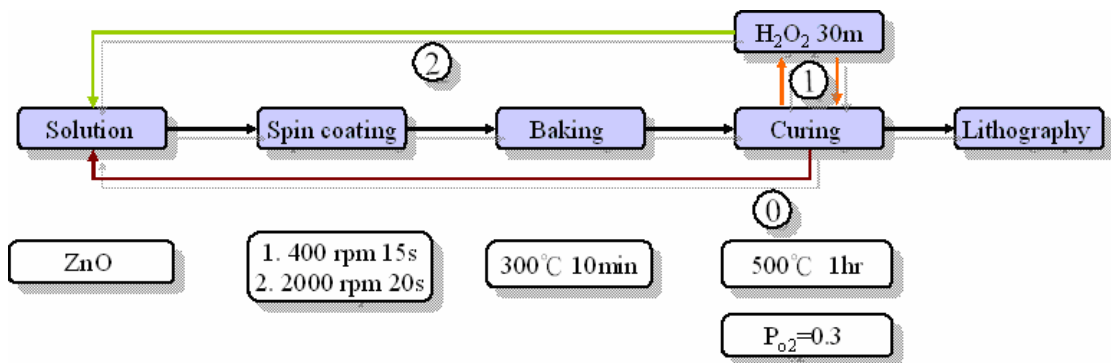 H₂O₂ 30m
2
1
Solution
Spin coating
Baking
Curing
Lithography
0
ZnO
1. 400 rpm 15s
2. 2000 rpm 20s
300℃ 10min
500℃ 1hr
Pₒ₂=0.3